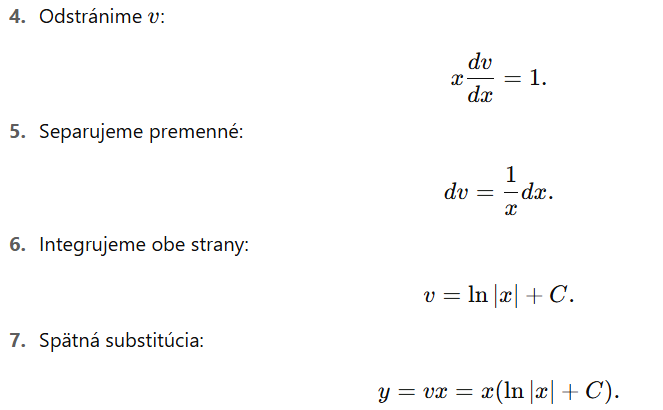 4. Odstránime v:
x dv/dx = 1.
5. Separujeme premenné:
dv = 1/x dx.
6. Integrujeme obe strany:
v = ln |x| + C.
7. Spätná substitúcia:
y = vx = x(ln |x| + C).